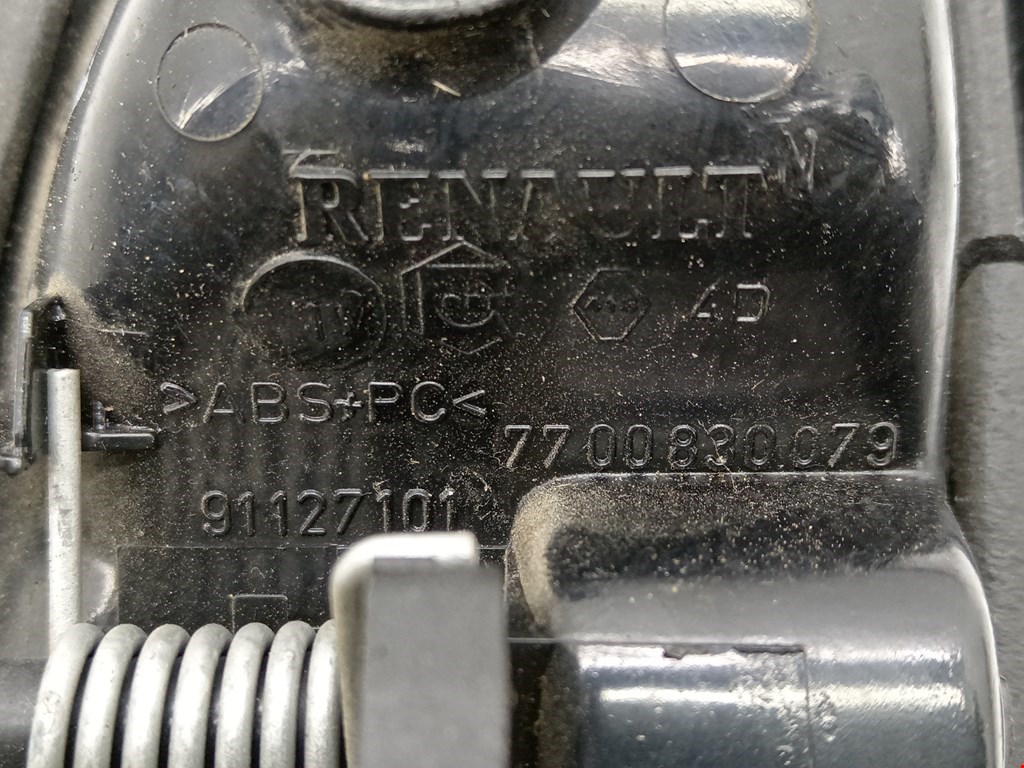 RENAULT
4D
>ABS+PC<
7700830079
91127101